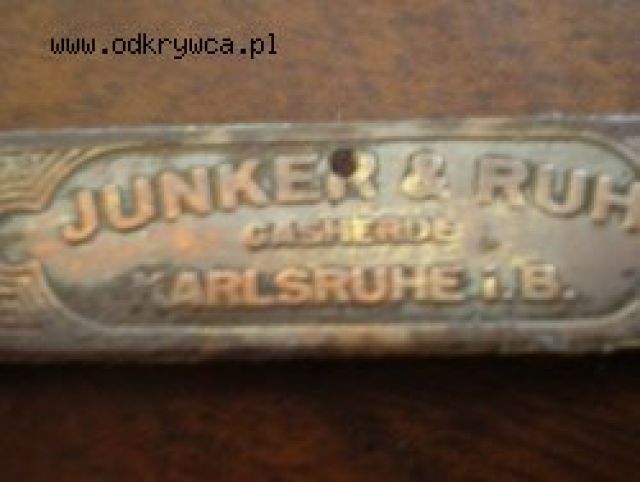 www.odkrywca.pl
JUNKER & RUH
GASHERDE
KARLSRUHE i. B.